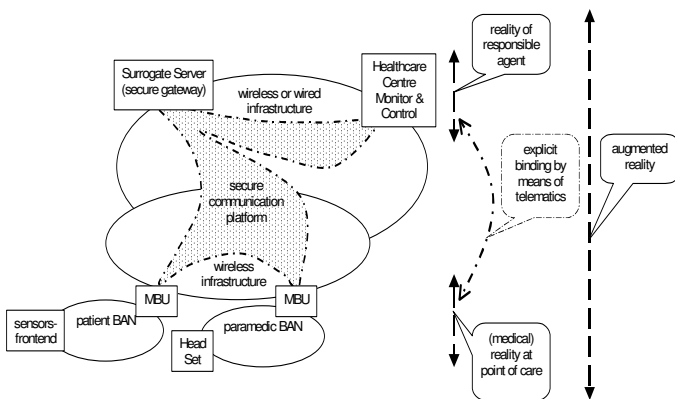 Surrogate Server
(secure gateway)
wireless or wired
infrastructure
Healthcare
Centre
Monitor &
Control
reality of
responsible
agent
explicit
binding by
means of
telematics
augmented
reality
secure
communication
platform
wireless
infrastructure
MBU
MBU
sensors-
frontend
patient BAN
Head
Set
paramedic BAN
(medical)
reality at
point of care